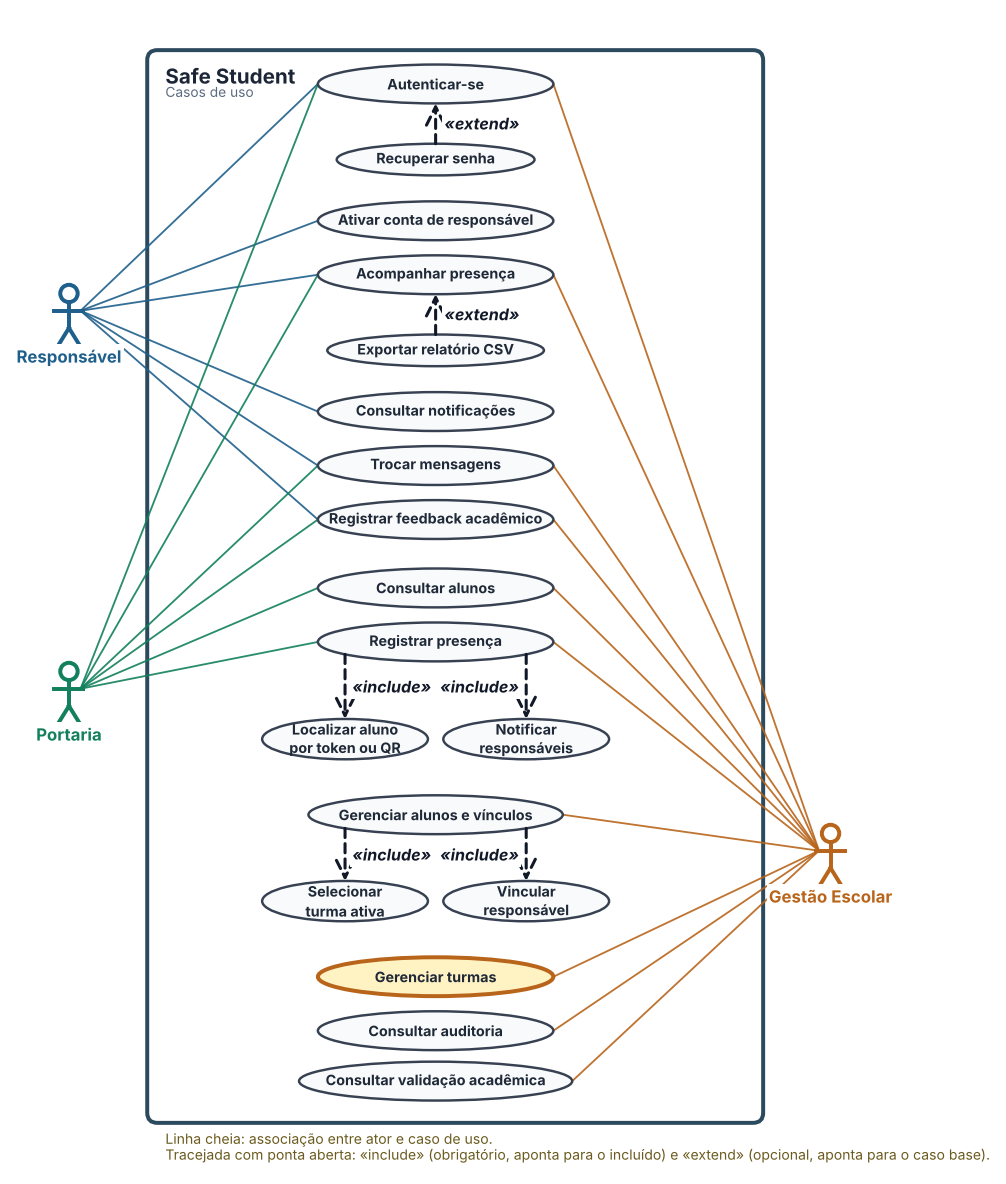 Safe Student
Casos de uso
Autenticar-se
«extend»
Recuperar senha
Ativar conta de responsável
Acompanhar presença
«extend»
Responsável
Exportar relatório CSV
Consultar notificações
Trocar mensagens
Registrar feedback acadêmico
Consultar alunos
Registrar presença
«include» «include»
Portaria
Localizar aluno
por token ou QR
Notificar
responsáveis
Gerenciar alunos e vínculos
«include» «include»
Selecionar
turma ativa
Vincular
responsável
Gestão Escolar
Gerenciar turmas
Consultar auditoria
Consultar validação acadêmica
Linha cheia: associação entre ator e caso de uso.
Tracejada com ponta aberta: «include» (obrigatório, aponta para o incluído) e «extend» (opcional, aponta para o caso base).